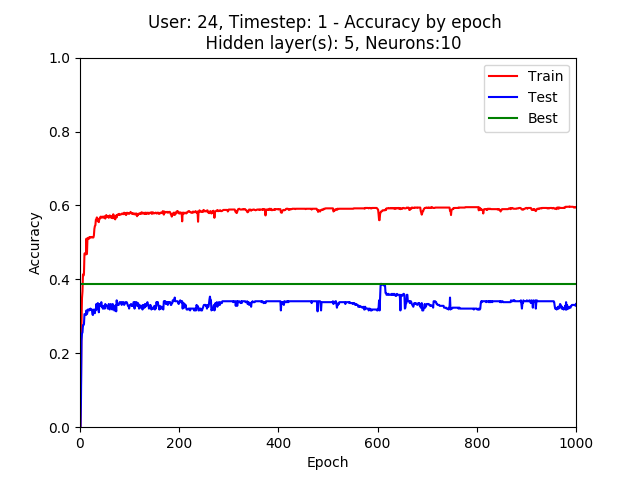 User: 24, Timestep: 1 - Accuracy by epoch
Hidden layer(s): 5, Neurons:10
Train
Test
Best
Accuracy
1.0
0.8
0.6
0.4
0.2
0.0
0 200 400 600 800 1000
Epoch